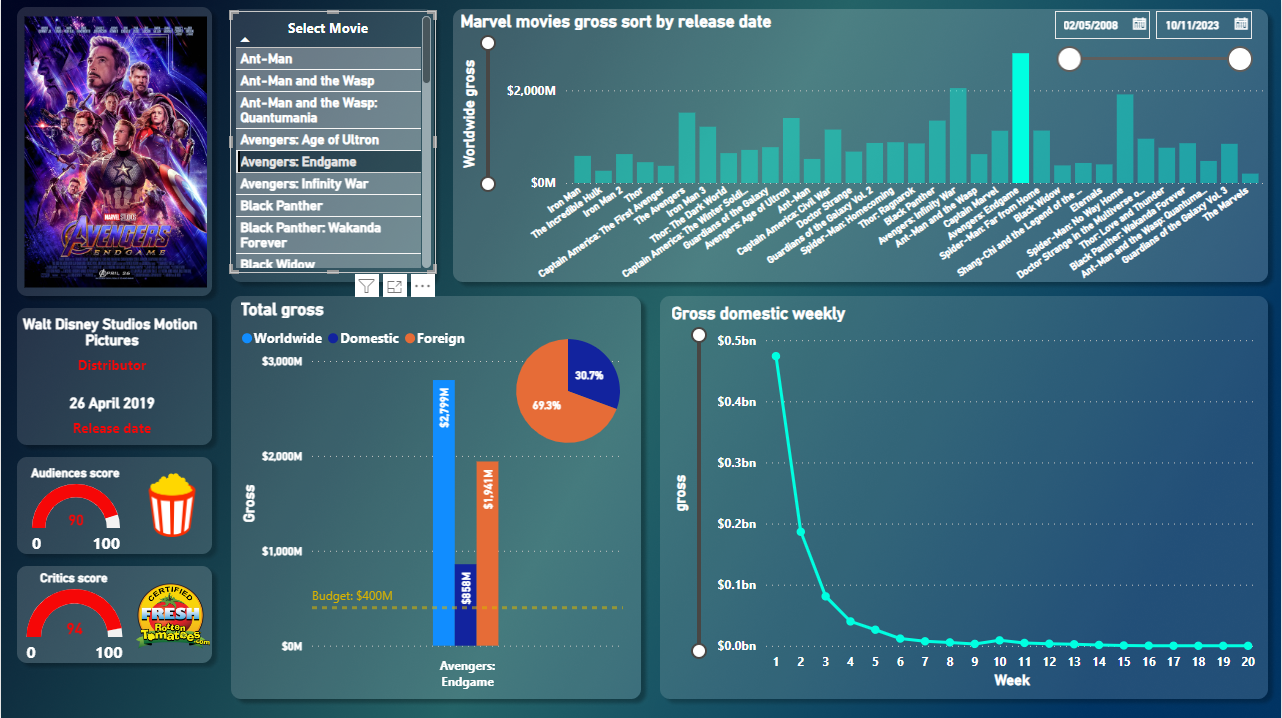 MARVEL STUDIOS
AVENGERS
ENDGAME
APRIL 26
Select Movie
Ant-Man
Ant-Man and the Wasp
Ant-Man and the Wasp:
Quantumania
Avengers: Age of Ultron
Avengers: Endgame
Avengers: Infinity War
Black Panther
Black Panther: Wakanda
Forever
Black Widow
Marvel movies gross sort by release date
02/05/2008
10/11/2023
Worldwide gross
$2,000M
$0M
Iron Man
The Incredible Hulk
Iron Man 2
Thor
Captain America: The First Avenger
The Avengers
Iron Man 3
Thor: The Dark World
Captain America: The Winter Soldi...
Guardians of the Galaxy
Avengers: Age of Ultron
Ant-Man
Captain America: Civil War
Doctor Strange
Guardians of the Galaxy Vol. 2
Spider-Man: Homecoming
Thor: Ragnarok
Black Panther
Avengers: Infinity War
Ant-Man and the Wasp
Captain Marvel
Avengers: Endgame
Spider-Man: Far from Home
Black Widow
Shang-Chi and the Legend of the ...
Eternals
Spider-Man: No Way Home
Doctor Strange in the Multiverse o...
Thor: Love and Thunder
Black Panther: Wakanda Forever
Ant-Man and the Wasp: Quantuma...
Guardians of the Galaxy Vol. 3
The Marvels
Walt Disney Studios Motion
Pictures
Distributor
26 April 2019
Release date
Audiences score
90
0 100
Critics score
94
0 100
CERTIFIED
FRESH
Rotten
Tomatoes.com
Total gross
Worldwide Domestic Foreign
$3,000M
$2,000M
$1,000M
$0M
Gross
30.7%
69.3%
$2,799M
$858M
$1,941M
Budget: $400M
Avengers:
Endgame
Gross domestic weekly
gross
$0.5bn
$0.4bn
$0.3bn
$0.2bn
$0.1bn
$0.0bn
1 2 3 4 5 6 7 8 9 10 11 12 13 14 15 16 17 18 19 20
Week